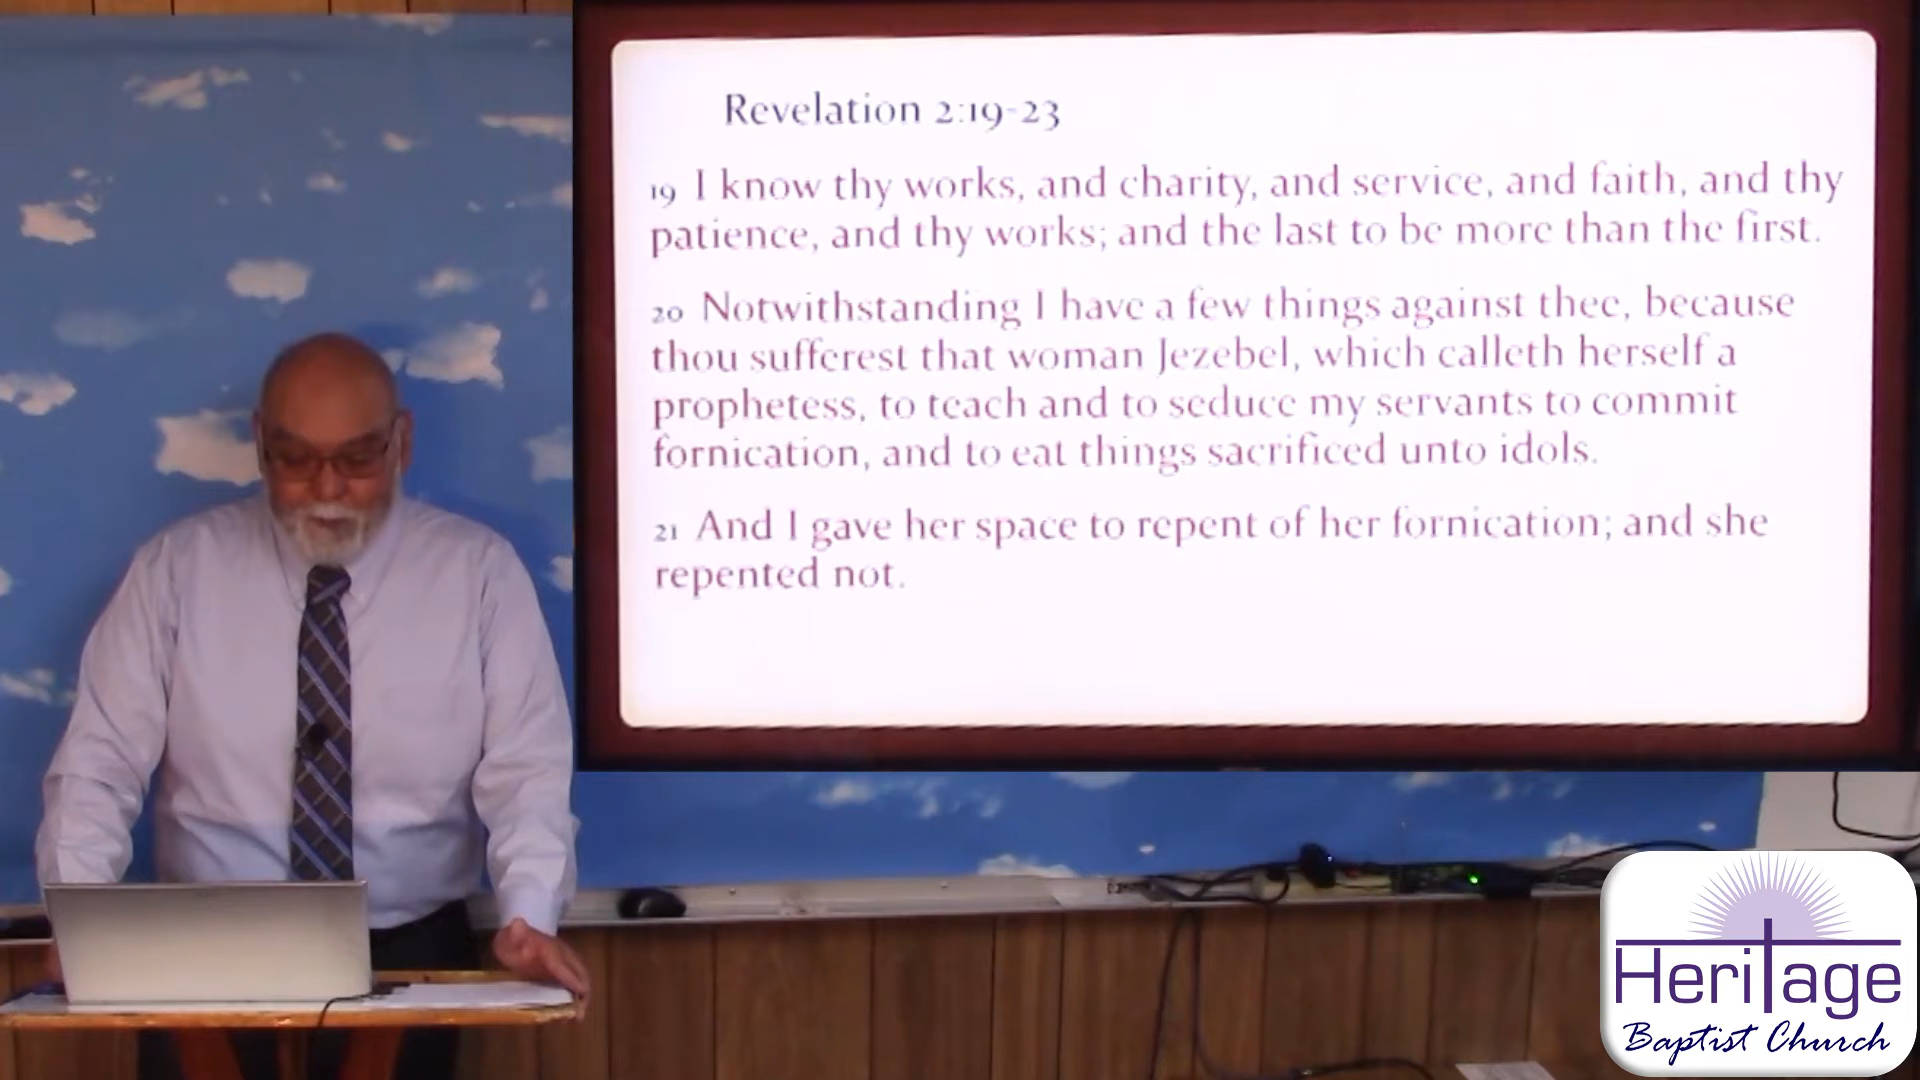 Revelation 2:19-23
19 I know thy works, and charity, and service, and faith, and thy
patience, and thy works; and the last to be more than the first.
20 Notwithstanding I have a few things against thee, because
thou sufferest that woman Jezebel, which calleth herself a
prophetess, to teach and to seduce my servants to commit
fornication, and to eat things sacrificed unto idols.
21 And I gave her space to repent of her fornication; and she
repented not.
Heritage
Baptist Church